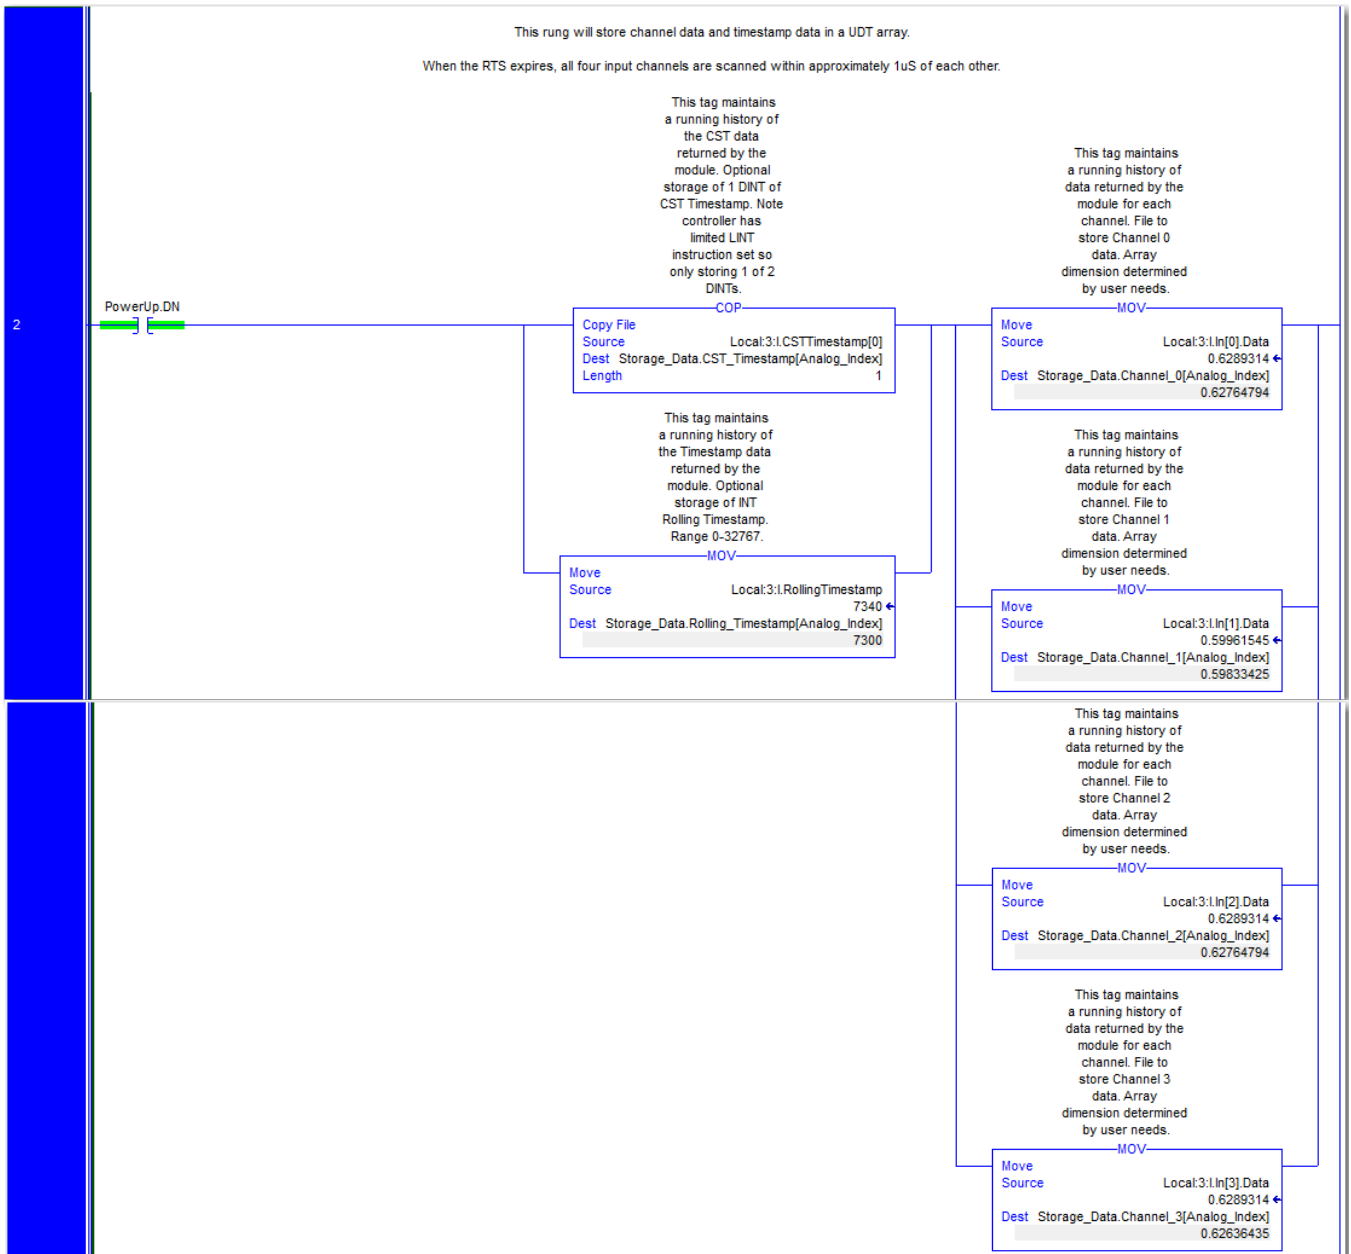 This rung will store channel data and timestamp data in a UDT array.
When the RTS expires, all four input channels are scanned within approximately 1uS of each other.
2
PowerUp.DN
This tag maintains
a running history of
the CST data
returned by the
module. Optional
storage of 1 DINT of
CST Timestamp. Note
controller has
limited LINT
instruction set so
only storing 1 of 2
DINTs.
COP
Copy File
Source Local:3:I.CSTTimestamp[0]
Dest Storage_Data.CST_Timestamp[Analog_Index]
Length 1
This tag maintains
a running history of
the Timestamp data
returned by the
module. Optional
storage of INT
Rolling Timestamp.
Range 0-32767.
MOV
Move
Source Local:3:I.RollingTimestamp
7340
Dest Storage_Data.Rolling_Timestamp[Analog_Index]
7300
This tag maintains
a running history of
data returned by the
module for each
channel. File to
store Channel 0
data. Array
dimension determined
by user needs.
MOV
Move
Source Local:3:I.In[0].Data
0.6289314
Dest Storage_Data.Channel_0[Analog_Index]
0.62764794
This tag maintains
a running history of
data returned by the
module for each
channel. File to
store Channel 1
data. Array
dimension determined
by user needs.
MOV
Move
Source Local:3:I.In[1].Data
0.59961545
Dest Storage_Data.Channel_1[Analog_Index]
0.59833425
This tag maintains
a running history of
data returned by the
module for each
channel. File to
store Channel 2
data. Array
dimension determined
by user needs.
MOV
Move
Source Local:3:I.In[2].Data
0.6289314
Dest Storage_Data.Channel_2[Analog_Index]
0.62764794
This tag maintains
a running history of
data returned by the
module for each
channel. File to
store Channel 3
data. Array
dimension determined
by user needs.
MOV
Move
Source Local:3:I.In[3].Data
0.6289314
Dest Storage_Data.Channel_3[Analog_Index]
0.62636435